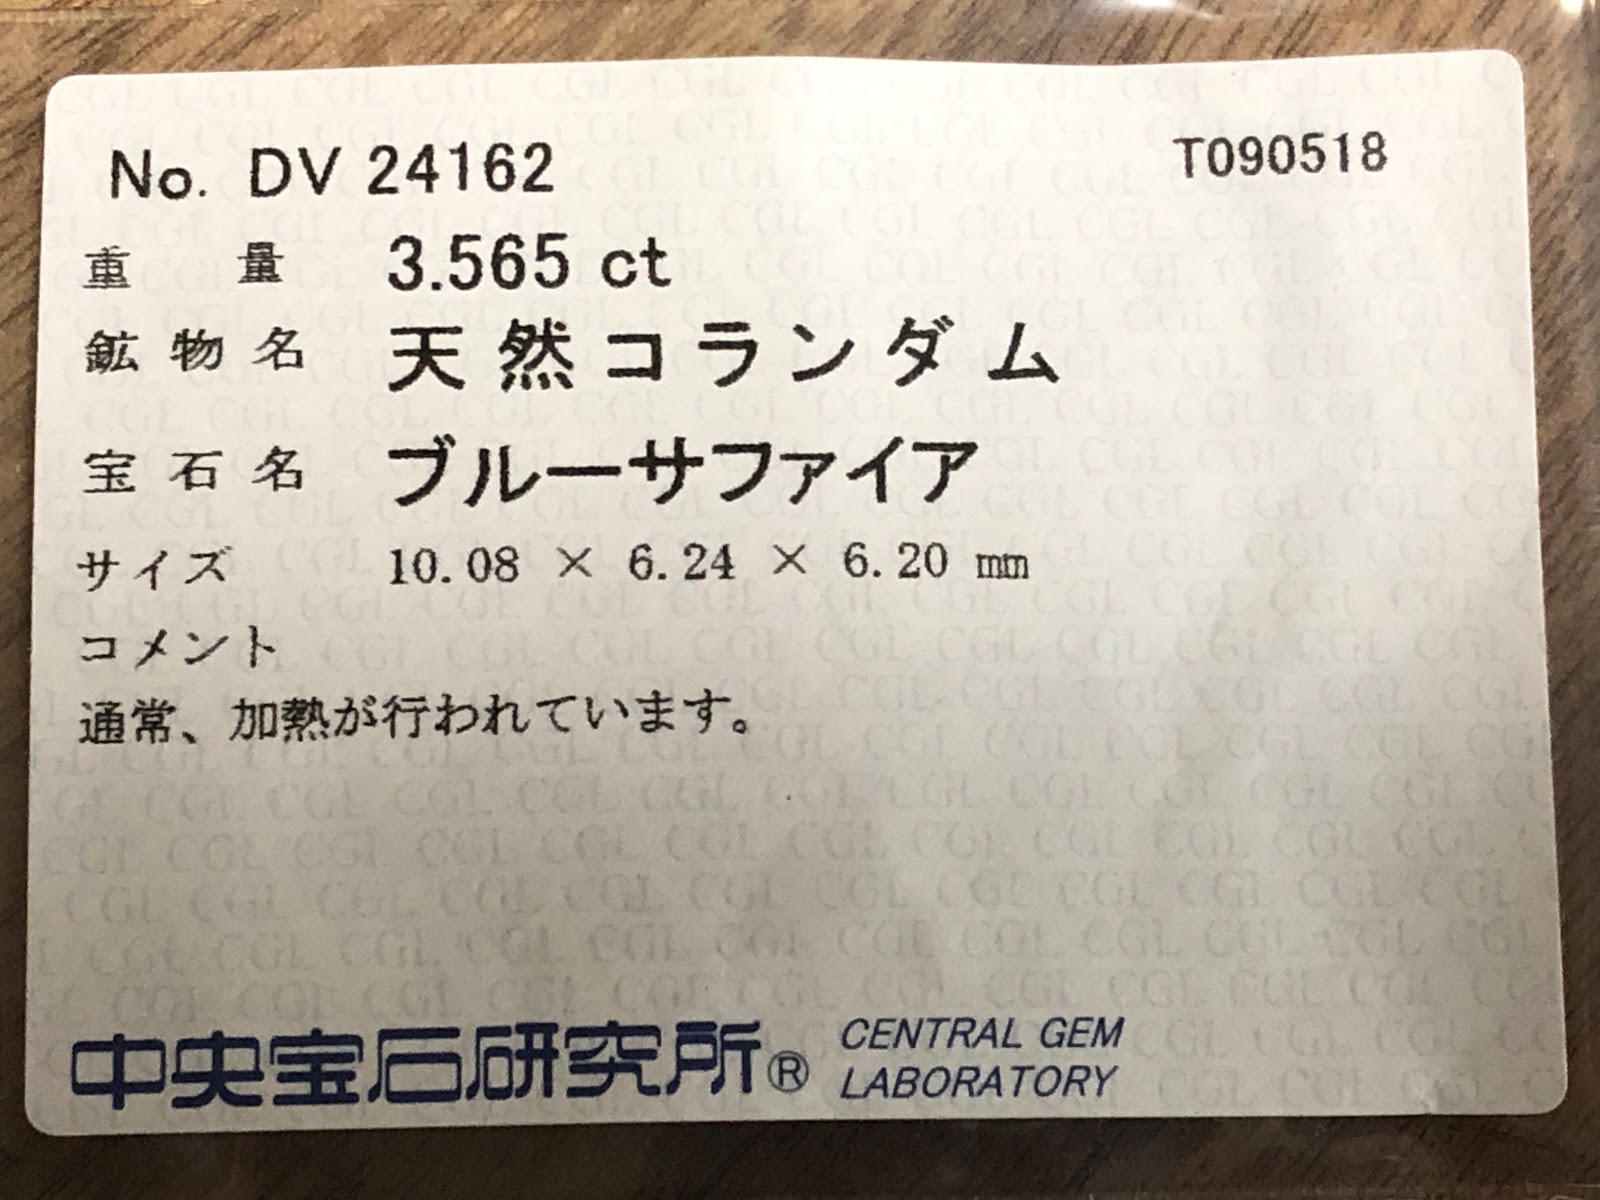 No. DV 24162 T090518
重量 3.565 ct
鉱物名 天然コランダム
宝石名 ブルーサファイア
サイズ 10.08 × 6.24 × 6.20 mm
コメント
通常、加熱が行われています。
中央宝石研究所® CENTRAL GEM
LABORATORY